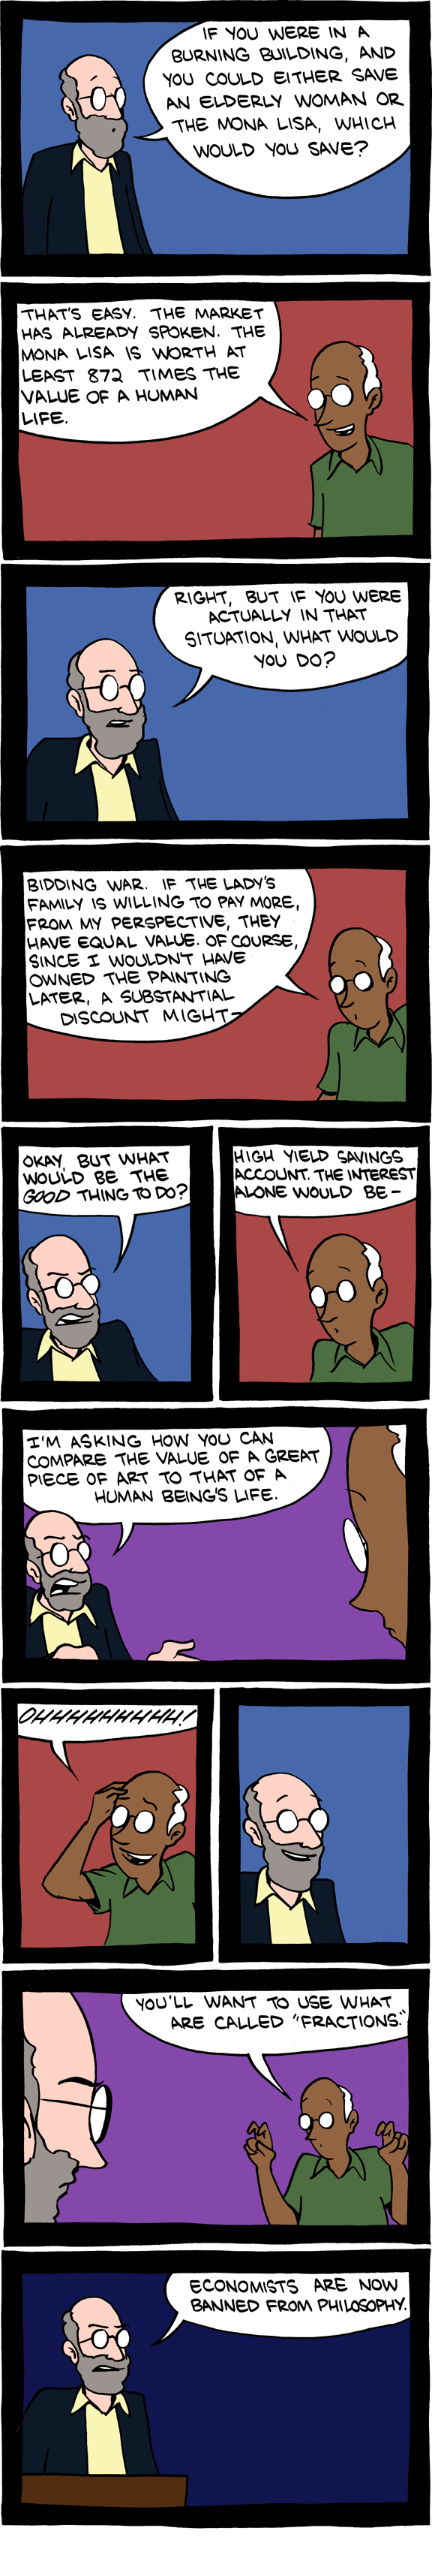 IF YOU WERE IN A
BURNING BUILDING, AND
YOU COULD EITHER SAVE
AN ELDERLY WOMAN OR
THE MONA LISA, WHICH
WOULD YOU SAVE?
THAT'S EASY. THE MARKET
HAS ALREADY SPOKEN. THE
MONA LISA IS WORTH AT
LEAST 872 TIMES THE
VALUE OF A HUMAN
LIFE.
RIGHT, BUT IF YOU WERE
ACTUALLY IN THAT
SITUATION, WHAT WOULD
YOU DO?
BIDDING WAR. IF THE LADY'S
FAMILY IS WILLING TO PAY MORE,
FROM MY PERSPECTIVE, THEY
HAVE EQUAL VALUE. OF COURSE,
SINCE I WOULDN'T HAVE
OWNED THE PAINTING
LATER, A SUBSTANTIAL
DISCOUNT MIGHT-
OKAY, BUT WHAT
WOULD BE THE
GOOD THING TO DO?
HIGH YIELD SAVINGS
ACCOUNT. THE INTEREST
ALONE WOULD BE-
I'M ASKING HOW YOU CAN
COMPARE THE VALUE OF A GREAT
PIECE OF ART TO THAT OF A
HUMAN BEING'S LIFE.
OHHHHHHHHHH!
YOU'LL WANT TO USE WHAT
ARE CALLED "FRACTIONS."
ECONOMISTS ARE NOW
BANNED FROM PHILOSOPHY.